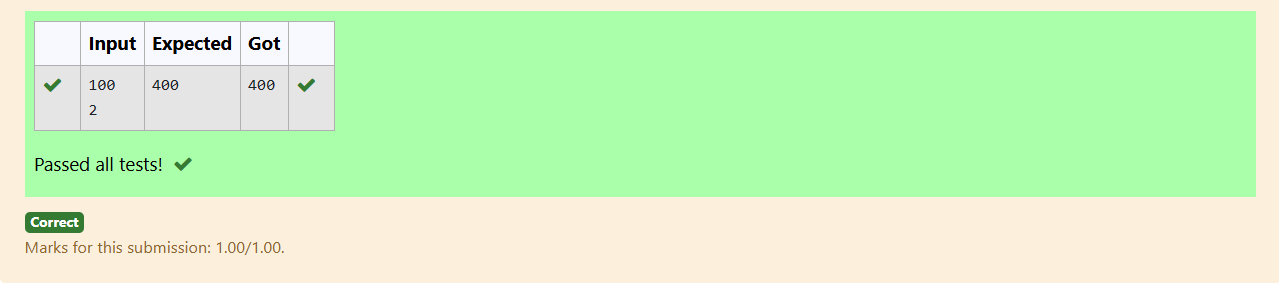 Input Expected Got
100 400 400
2
Passed all tests!
Correct
Marks for this submission: 1.00/1.00.